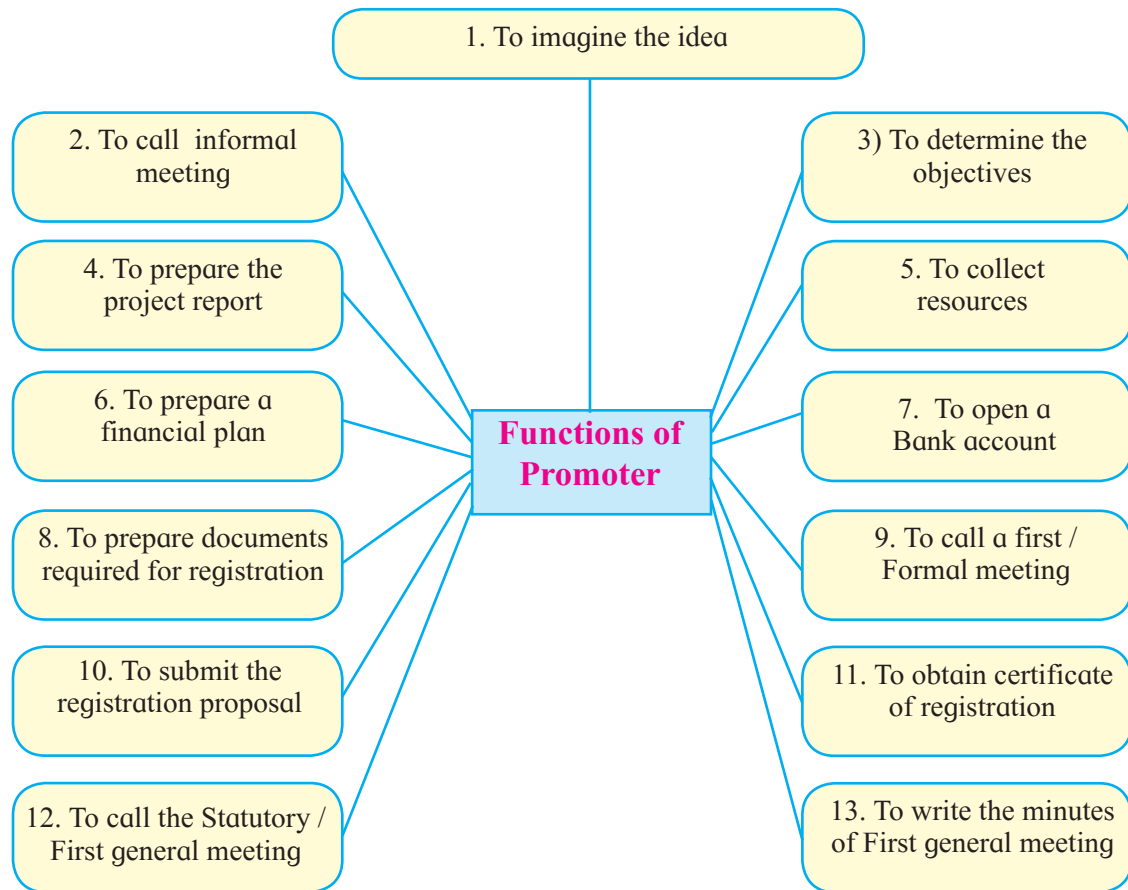 1. To imagine the idea
2. To call informal
meeting
3) To determine the
objectives
4. To prepare the
project report
5. To collect
resources
6. To prepare a
financial plan
7. To open a
Bank account
Functions of
Promoter
8. To prepare documents
required for registration
9. To call a first /
Formal meeting
10. To submit the
registration proposal
11. To obtain certificate
of registration
12. To call the Statutory /
First general meeting
13. To write the minutes
of First general meeting